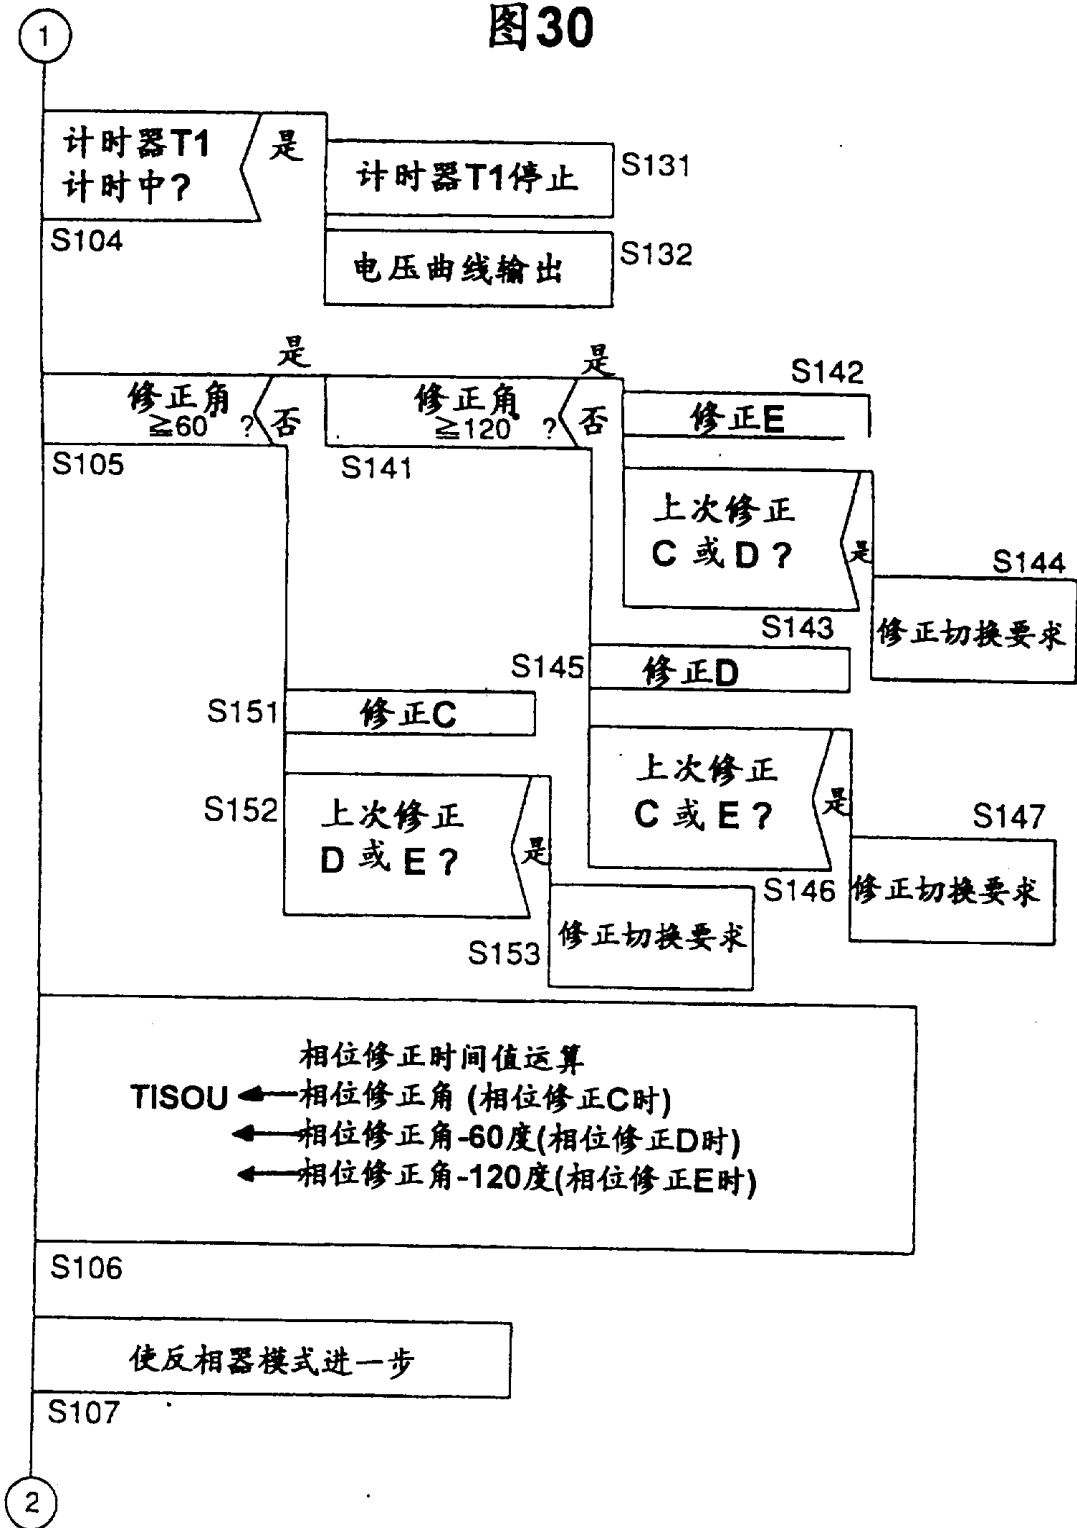 图30
1
计时器T1
计时中?
是
S104
计时器T1停止
S131
电压曲线输出
S132
是
修正角
≧60° ?
否
S105
是
修正角
≧120° ?
否
S141
S142
修正E
上次修正
C 或 D ?
是
S143
S144
修正切换要求
S145
修正D
上次修正
C 或 E ?
是
S146
S147
修正切换要求
S151
修正C
S152
上次修正
D 或 E ?
是
S153
修正切换要求
相位修正时间值运算
TISOU ←相位修正角 (相位修正C时)
←相位修正角-60度(相位修正D时)
←相位修正角-120度(相位修正E时)
S106
使反相器模式进一步
S107
2